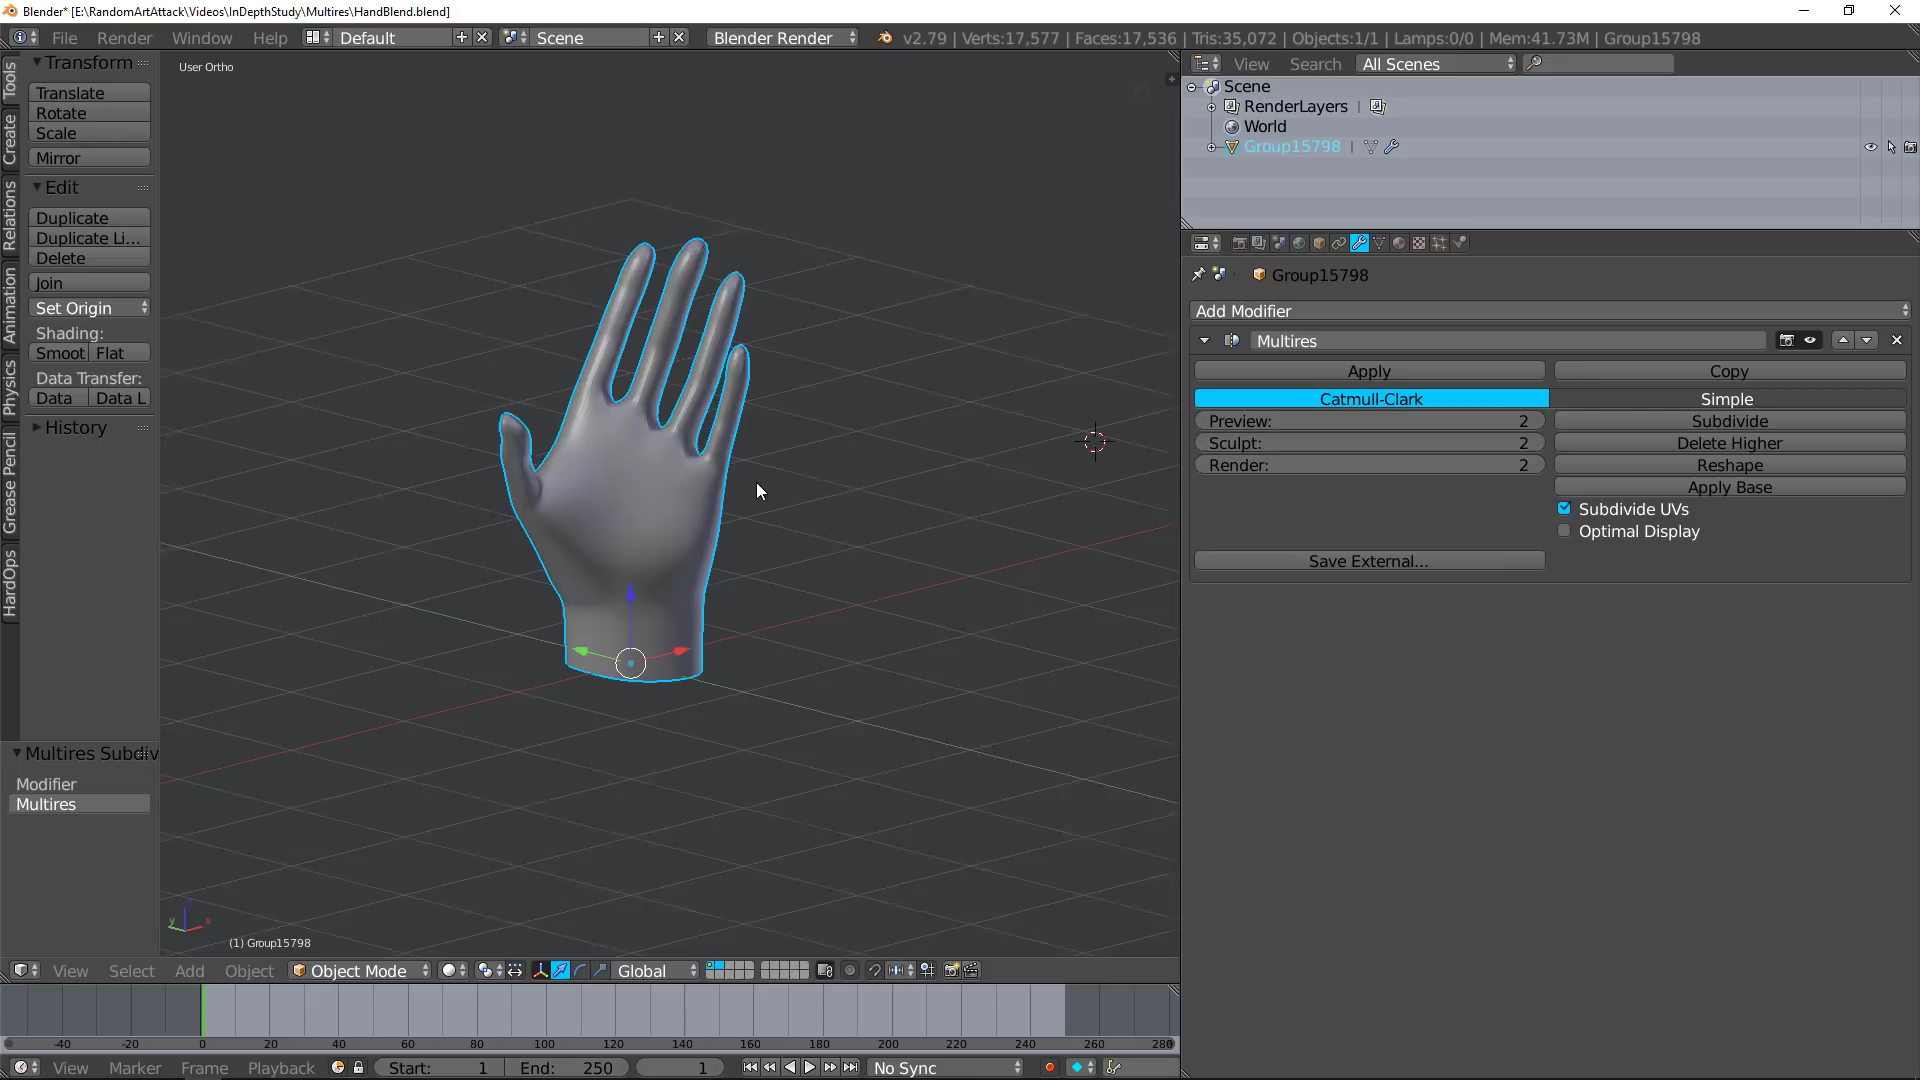 Blender* [E:\RandomArtAttack\Videos\InDepthStudy\Multires\HandBlend.blend]
File Render Window Help Default Scene Blender Render v2.79 | Verts:17,577 | Faces:17,536 | Tris:35,072 | Objects:1/1 | Lamps:0/0 | Mem:41.73M | Group15798
Tools
Create
Relations
Animation
Physics
Grease Pencil
HardOps
Transform
Translate
Rotate
Scale
Mirror
Edit
Duplicate
Duplicate Li...
Delete
Join
Set Origin
Shading:
Smoot Flat
Data Transfer:
Data Data L
History
Multires Subdiv
Modifier
Multires
User Ortho
y x
(1) Group15798
View Select Add Object Object Mode Global
-40 -20 0 20 40 60 80 100 120 140 160 180 200 220 240 260 280
View Marker Frame Playback Start: 1 End: 250 1 No Sync
View Search All Scenes
Scene
RenderLayers |
World
Group15798 |
Group15798
Add Modifier
Multires
Apply Copy
Catmull-Clark Simple
Preview: 2 Subdivide
Sculpt: 2 Delete Higher
Render: 2 Reshape
Apply Base
Subdivide UVs
Optimal Display
Save External...